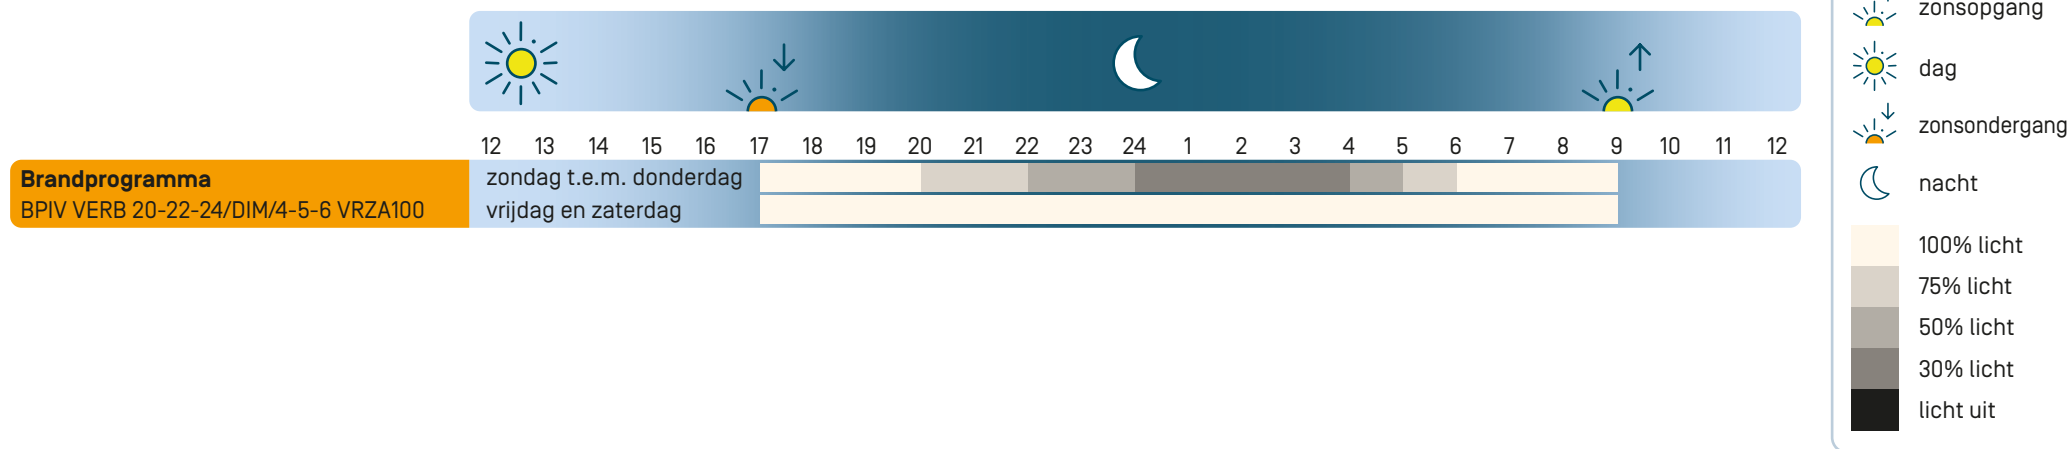 12 13 14 15 16 17 18 19 20 21 22 23 24 1 2 3 4 5 6 7 8 9 10 11 12
Brandprogramma
BPIV VERB 20-22-24/DIM/4-5-6 VRZA100
zondag t.e.m. donderdag
vrijdag en zaterdag
zonsopgang
dag
zonsondergang
nacht
100% licht
75% licht
50% licht
30% licht
licht uit